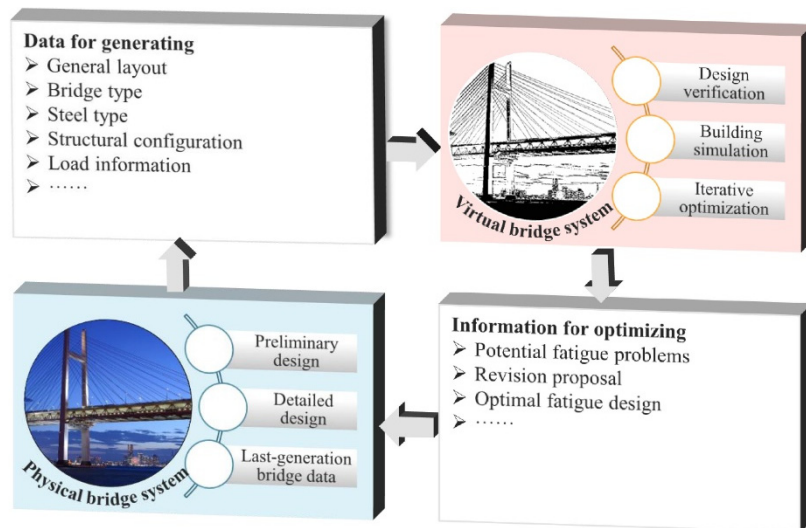 Data for generating
➢ General layout
➢ Bridge type
➢ Steel type
➢ Structural configuration
➢ Load information
➢ ······
Virtual bridge system
Design
verification
Building
simulation
Iterative
optimization
Physical bridge system
Preliminary
design
Detailed
design
Last-generation
bridge data
Information for optimizing
➢ Potential fatigue problems
➢ Revision proposal
➢ Optimal fatigue design
➢ ······